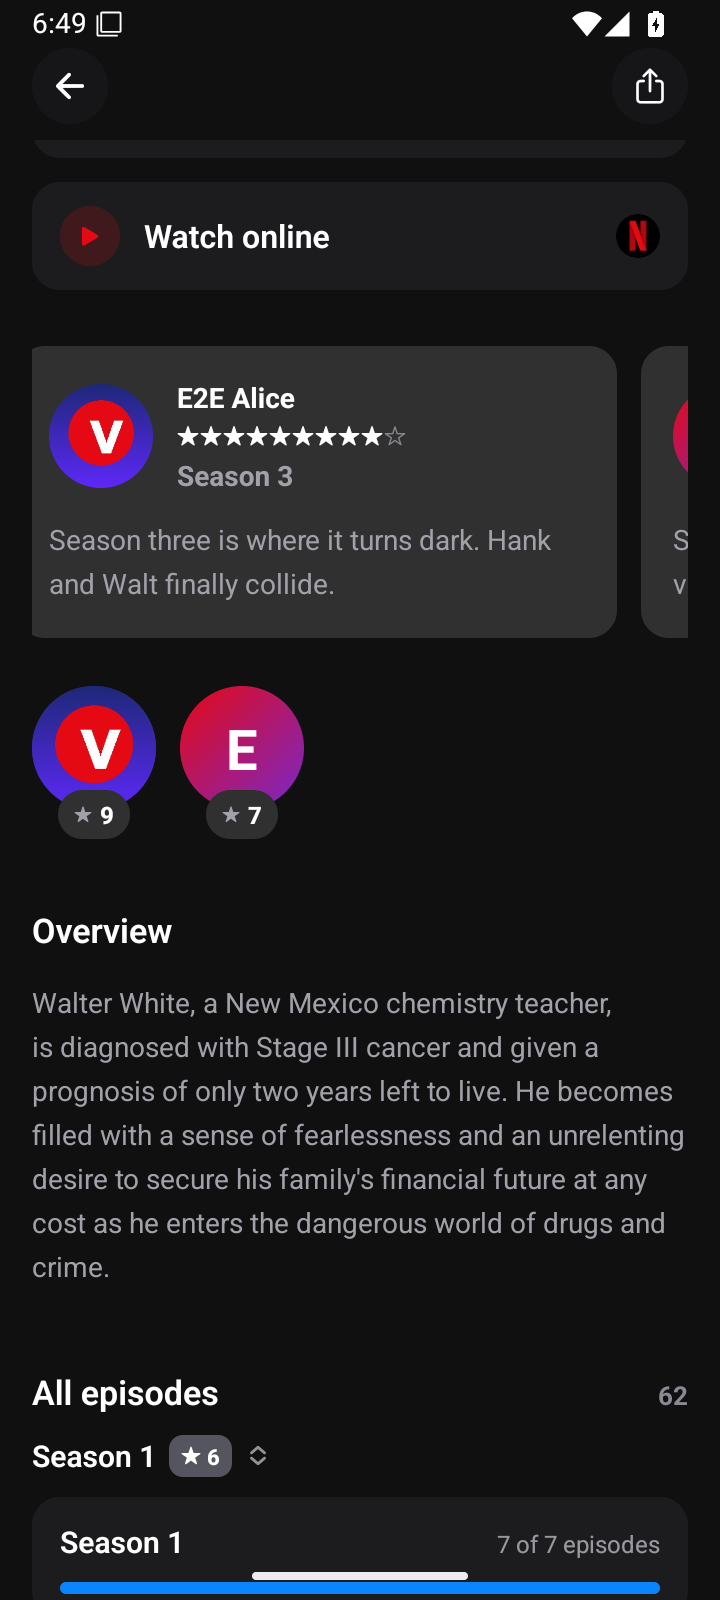 6:49
Watch online
N
V
E2E Alice
★★★★★★★★★☆
Season 3
Season three is where it turns dark. Hank
and Walt finally collide.
S
v
V
E
★ 9
★ 7
Overview
Walter White, a New Mexico chemistry teacher,
is diagnosed with Stage III cancer and given a
prognosis of only two years left to live. He becomes
filled with a sense of fearlessness and an unrelenting
desire to secure his family's financial future at any
cost as he enters the dangerous world of drugs and
crime.
All episodes
62
Season 1 ★ 6
Season 1
7 of 7 episodes